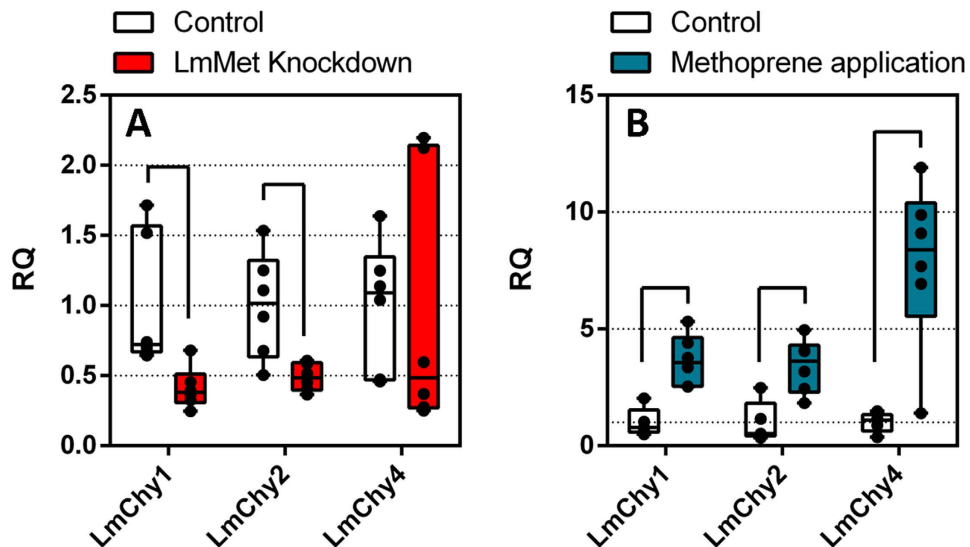 Control
LmMet Knockdown
A
2.5
2.0
1.5
1.0
0.5
0.0
RQ
LmChy1
LmChy2
LmChy4
Control
Methoprene application
B
15
10
5
1
0
RQ
LmChy1
LmChy2
LmChy4